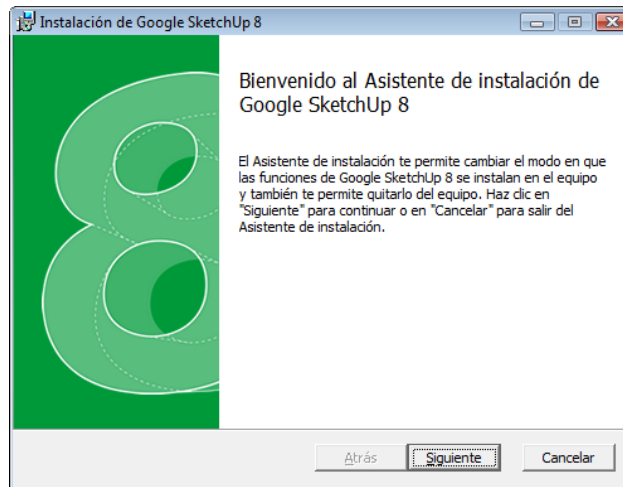 Instalación de Google SketchUp 8
8
Bienvenido al Asistente de instalación de
Google SketchUp 8
El Asistente de instalación te permite cambiar el modo en que
las funciones de Google SketchUp 8 se instalan en el equipo
y también te permite quitarlo del equipo. Haz clic en
"Siguiente" para continuar o en "Cancelar" para salir del
Asistente de instalación.
Atrás
Siguiente
Cancelar